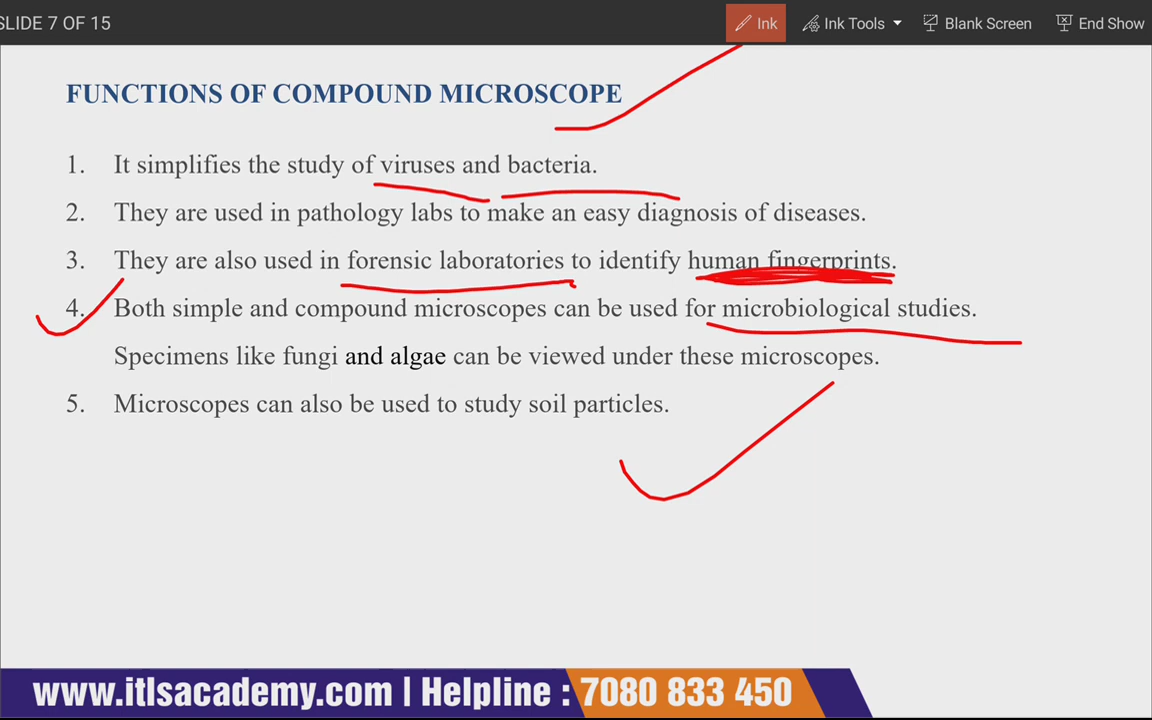 SLIDE 7 OF 15 Ink Ink Tools Blank Screen End Show
FUNCTIONS OF COMPOUND MICROSCOPE
1. It simplifies the study of viruses and bacteria.
2. They are used in pathology labs to make an easy diagnosis of diseases.
3. They are also used in forensic laboratories to identify human fingerprints.
4. Both simple and compound microscopes can be used for microbiological studies.
Specimens like fungi and algae can be viewed under these microscopes.
5. Microscopes can also be used to study soil particles.
www.itlsacademy.com | Helpline : 7080 833 450